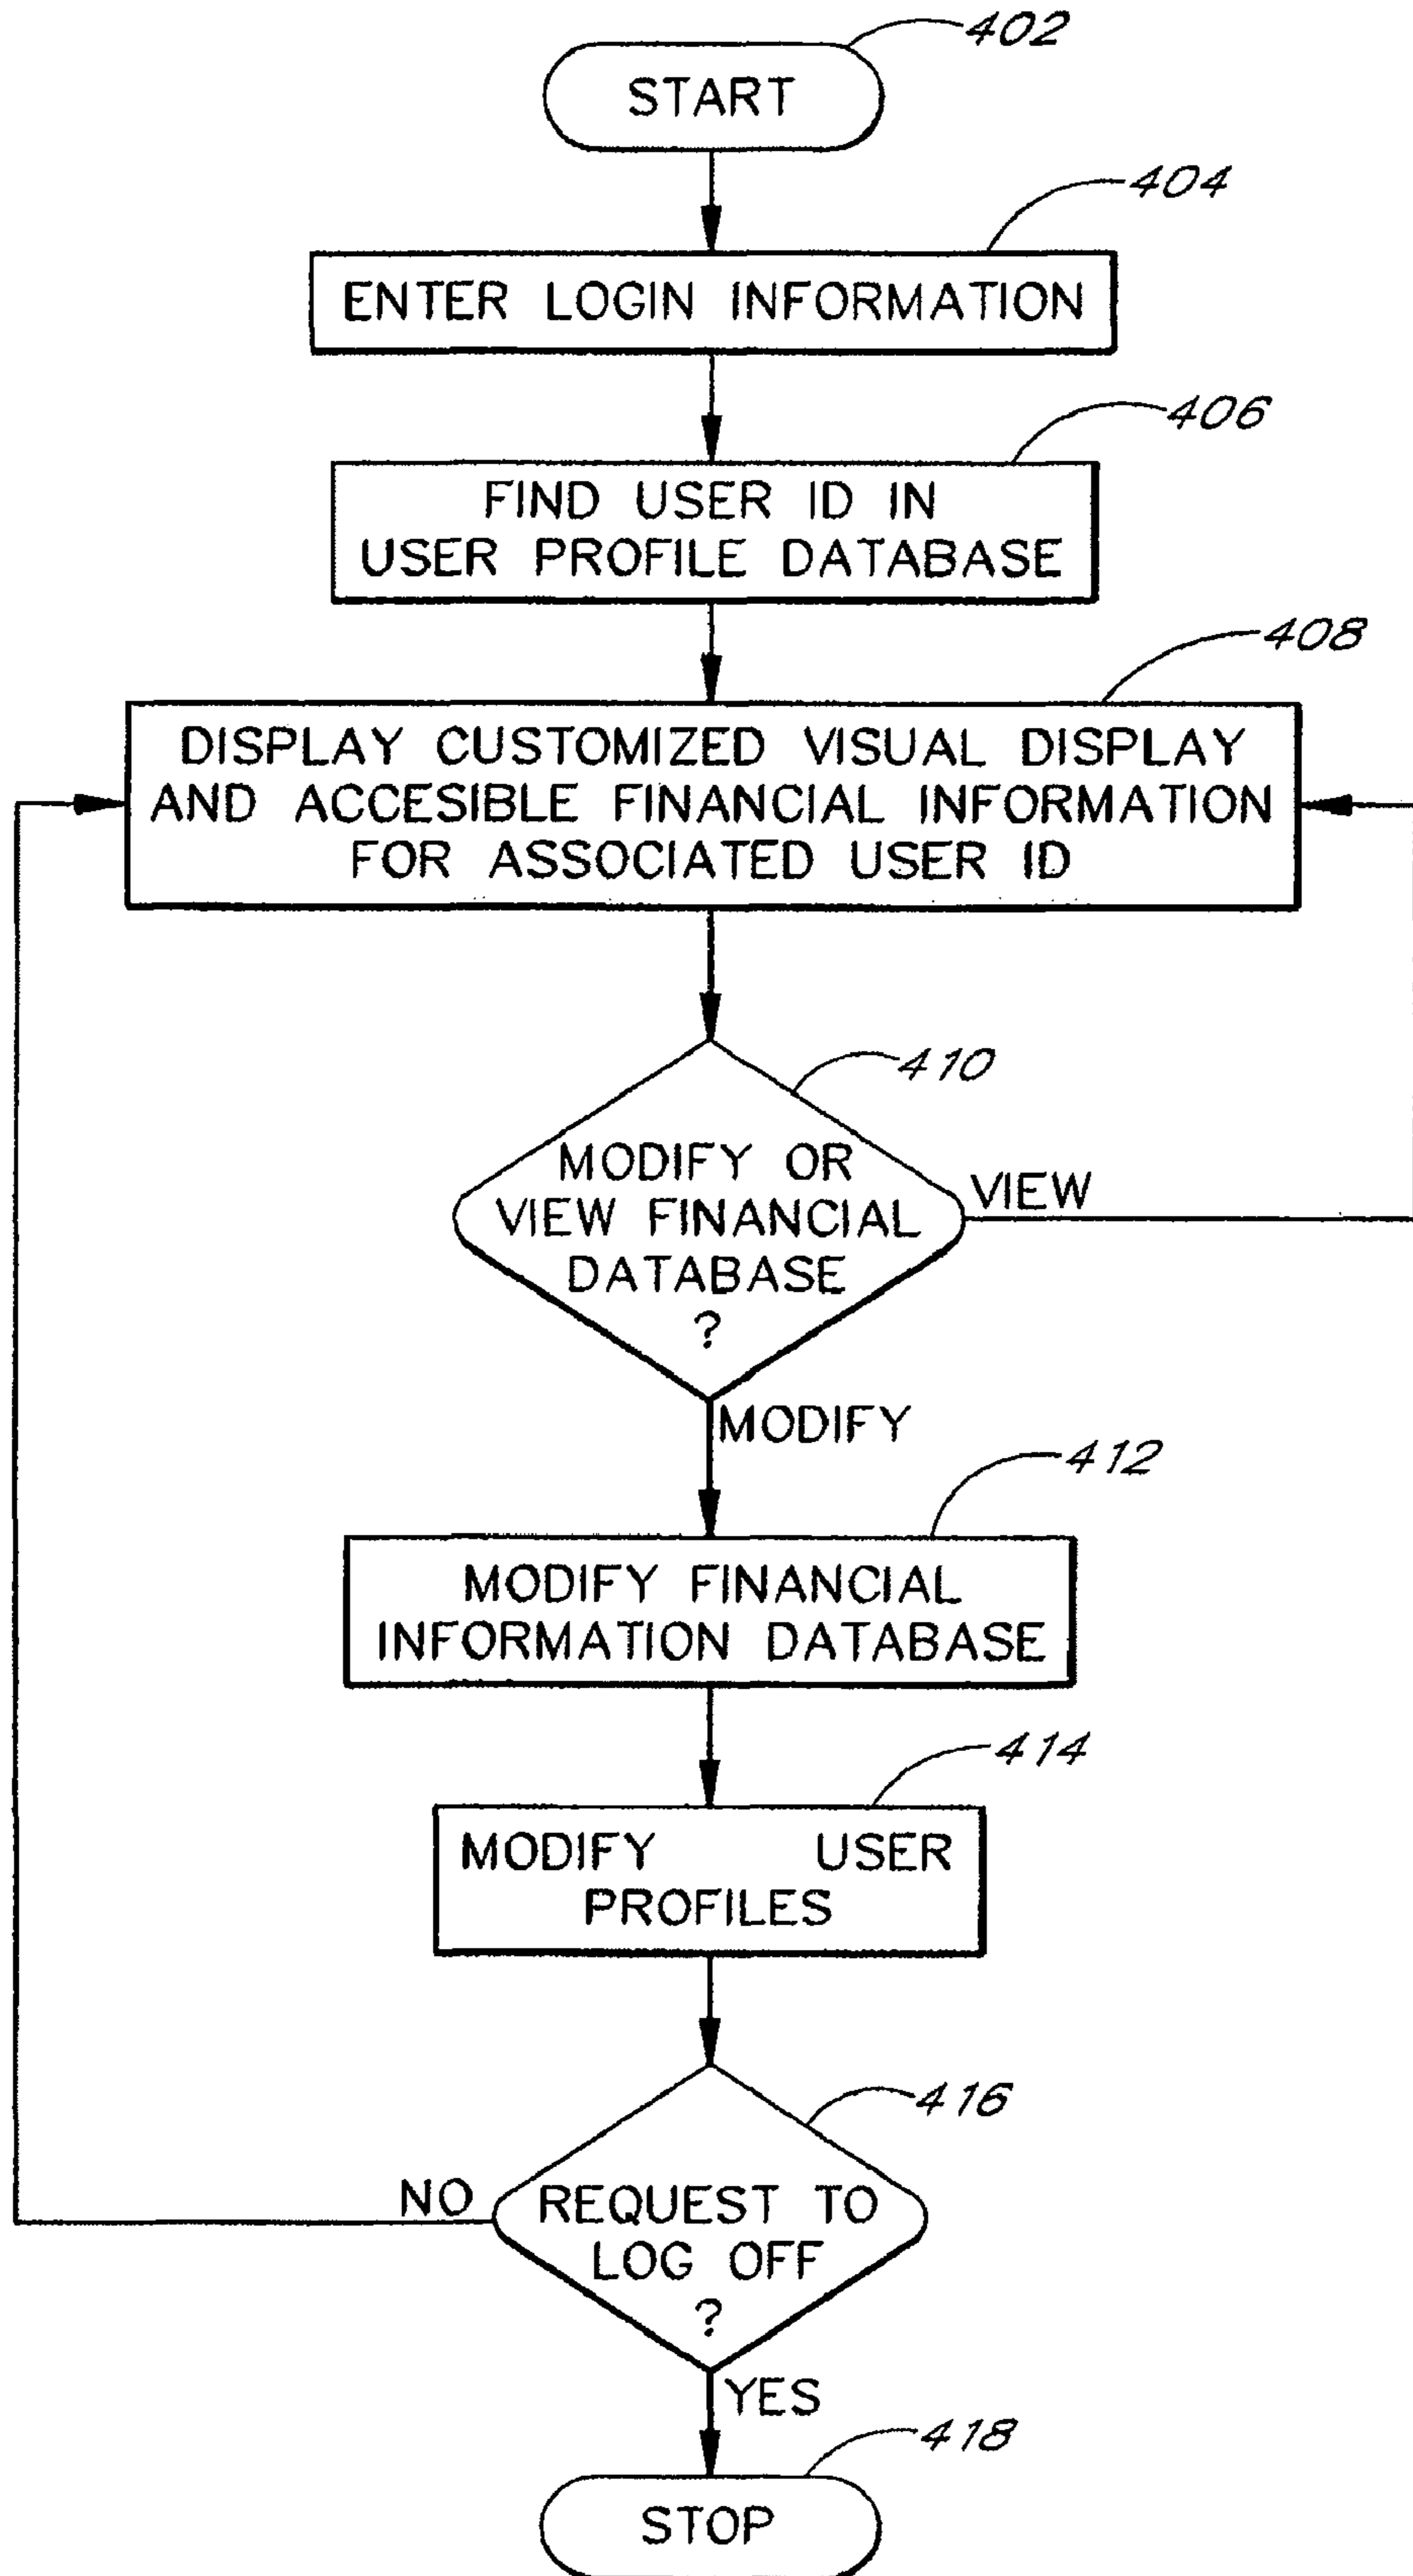 402
START
404
ENTER LOGIN INFORMATION
406
FIND USER ID IN
USER PROFILE DATABASE
408
DISPLAY CUSTOMIZED VISUAL DISPLAY
AND ACCESIBLE FINANCIAL INFORMATION
FOR ASSOCIATED USER ID
410
MODIFY OR
VIEW FINANCIAL
DATABASE
?
VIEW
MODIFY
412
MODIFY FINANCIAL
INFORMATION DATABASE
414
MODIFY USER
PROFILES
416
NO
REQUEST TO
LOG OFF
?
YES
418
STOP